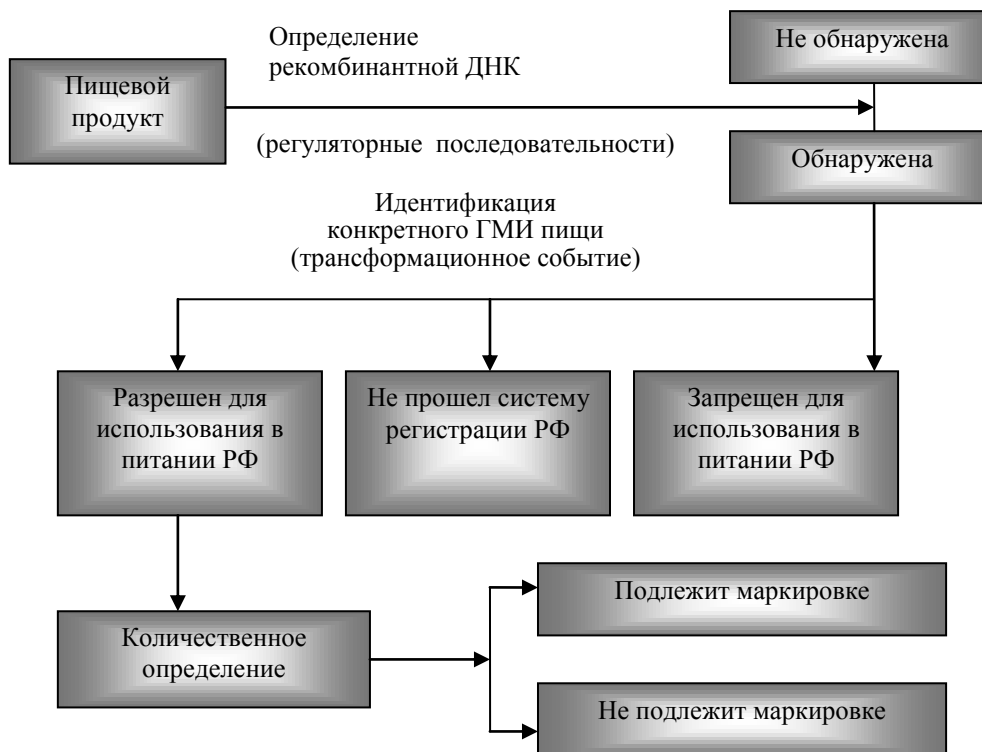 Определение
рекомбинантной ДНК
Не обнаружена
Пищевой
продукт
(регуляторные последовательности)
Обнаружена
Идентификация
конкретного ГМИ пищи
(трансформационное событие)
Разрешен для
использования в
питании РФ
Не прошел систему
регистрации РФ
Запрещен для
использования в
питании РФ
Подлежит маркировке
Количественное
определение
Не подлежит маркировке